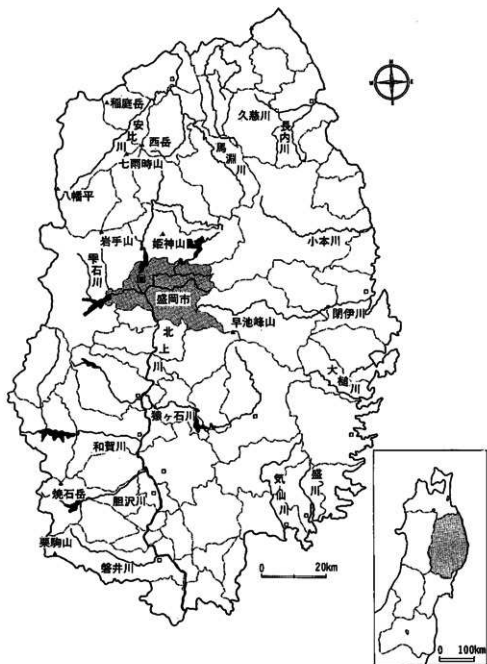 稲庭岳
安比川
西岳
七雨時山
馬淵川
久慈川
長内川
八幡平
岩手山
姫神山
小本川
雫石川
盛岡市
早池峰山
閉伊川
北上川
大槌川
猿ヶ石川
和賀川
気仙川
盛川
焼石岳
胆沢川
栗駒山
磐井川
0 20km
0 100km